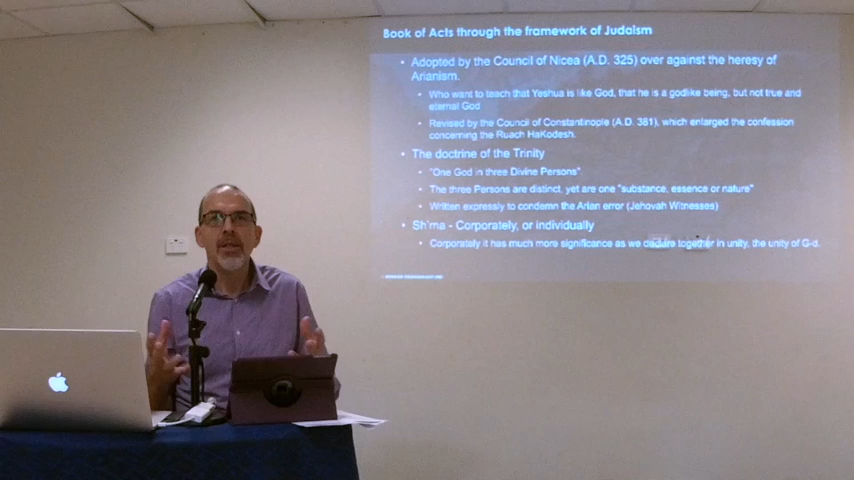 Book of Acts through the framework of Judaism
• Adopted by the Council of Nicea (A.D. 325) over against the heresy of
Arianism.
• Who want to teach that Yeshua is like God, that he is a godlike being, but not true and
eternal God
• Revised by the Council of Constantinople (A.D. 381), which enlarged the confession
concerning the Ruach HaKodesh.
• The doctrine of the Trinity
• "One God in three Divine Persons".
• The three Persons are distinct, yet are one "substance, essence or nature"
• Written expressly to condemn the Arian error (Jehovah Witnesses)
• Sh'ma - Corporately, or individually
• Corporately it has much more significance as we declare together in unity, the unity of G-d.